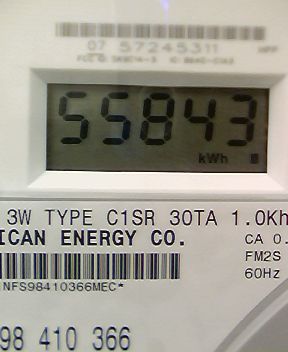 07 57245311
55843
kWh
3W TYPE C1SR 30TA 1.0Kh
ICAN ENERGY CO.
CA 0.
FM2S
60Hz
NFS98410366MEC*
98 410 366